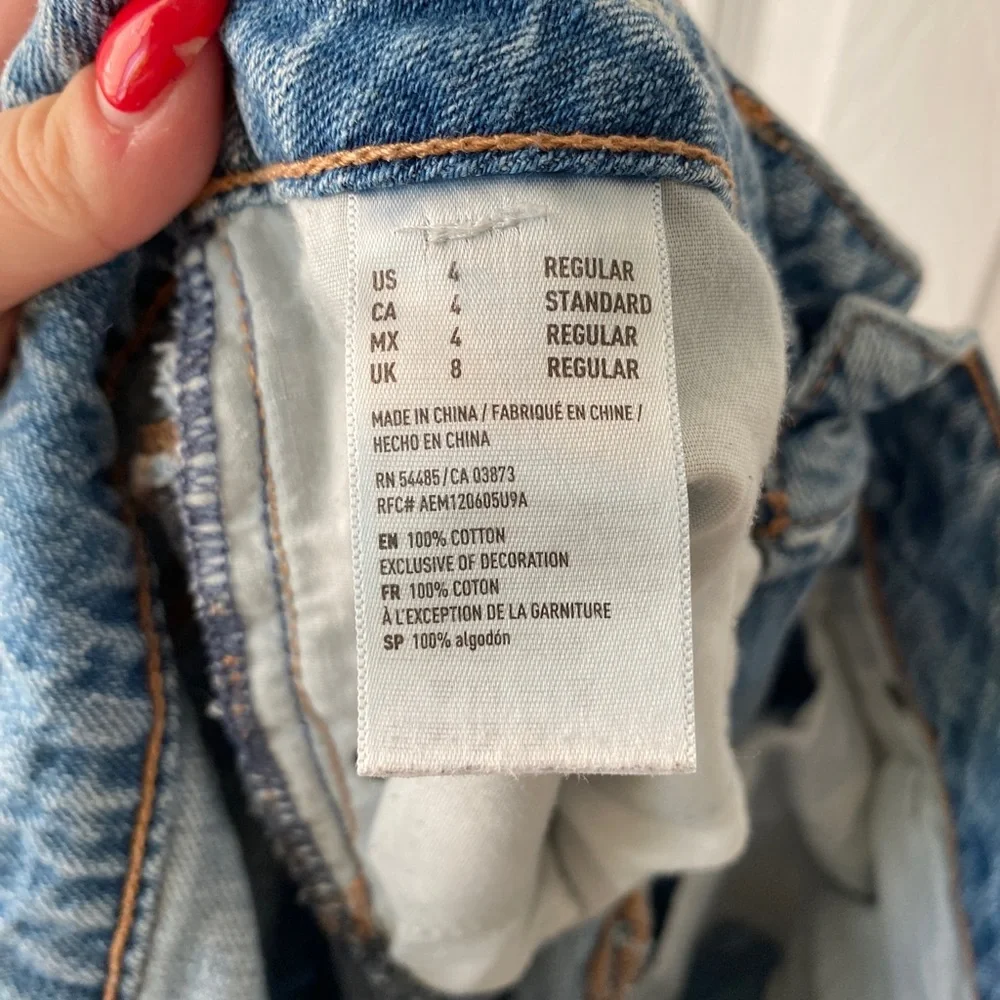 US 4 REGULAR
CA 4 STANDARD
MX 4 REGULAR
UK 8 REGULAR
MADE IN CHINA / FABRIQUÉ EN CHINE /
HECHO EN CHINA
RN 54485/CA 03873
RFC# AEM120605U9A
EN 100% COTTON
EXCLUSIVE OF DECORATION
FR 100% COTON
À L'EXCEPTION DE LA GARNITURE
SP 100% algodón